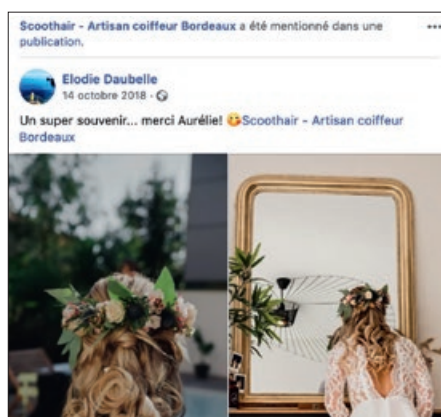 Scoothair - Artisan coiffeur Bordeaux a été mentionné dans une
publication.
Elodie Daubelle
14 octobre 2018 ·
Un super souvenir... merci Aurélie! 😋Scoothair - Artisan coiffeur
Bordeaux